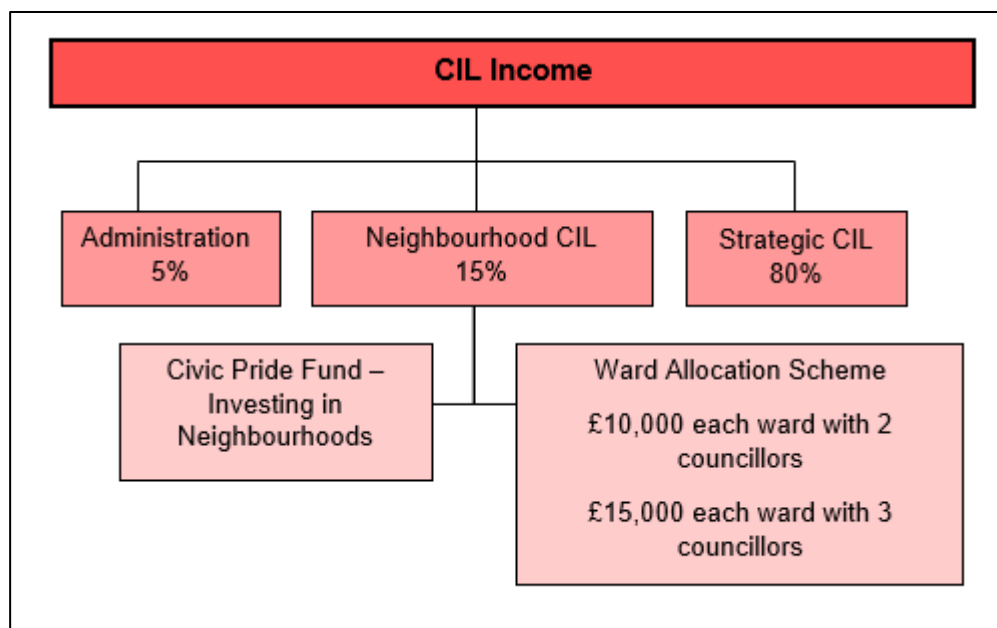 CIL Income
Administration
5%
Neighbourhood CIL
15%
Strategic CIL
80%
Civic Pride Fund –
Investing in
Neighbourhoods
Ward Allocation Scheme
£10,000 each ward with 2
councillors
£15,000 each ward with 3
councillors